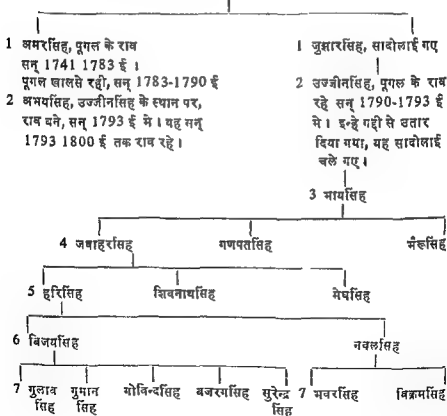 1 अमरसिंह, पूगल के राव
सन् 1741 1783 ई ।
पूगल खालसे रही, सन् 1783-1790 ई
2 अभयसिंह, उज्जीनसिंह के स्थान पर,
राव बने, सन् 1793 ई मे । यह सन्
1793 1800 ई तक राव रहे ।
1 जुझारसिंह, सादोलाई गए
2 उज्जीनसिंह, पूगल के राव
रहे सन् 1790-1793 ई
मे । इन्हे गद्दी से उतार
दिया गया, यह सादोलाई
चले गए ।
3 भायसिंह
4 जवाहरसिंह गणपतसिंह भैंरूसिंह
5 हरिसिंह शिवनाथसिंह मेघसिंह
6 विजयसिंह नवलसिंह
7 गुलाव सिंह गुमान सिंह गोविन्दसिंह बजरगसिंह सुरेन्द्र सिंह 7 भवरसिंह विक्रमसिंह